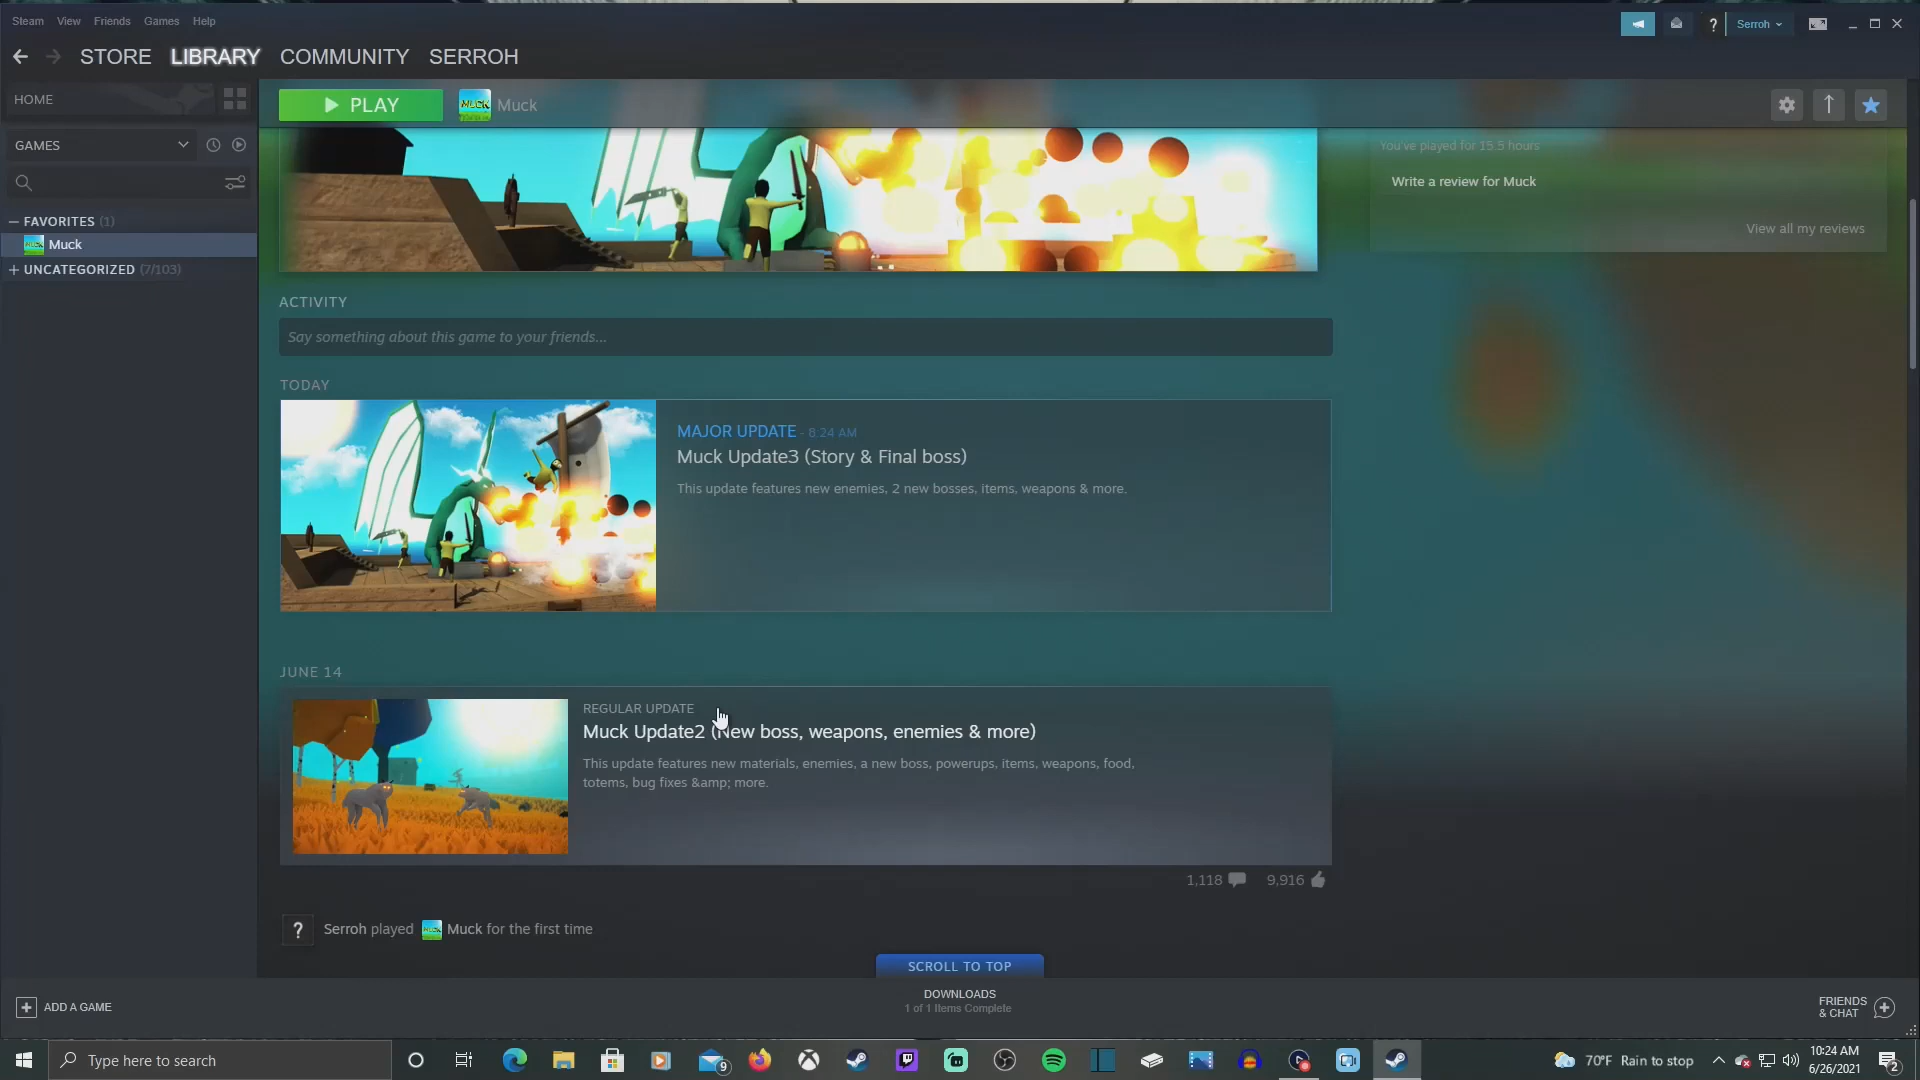 Steam View Friends Games Help
Serroh
STORE LIBRARY COMMUNITY SERROH
HOME
PLAY
MUCK
Muck
GAMES
You've played for 15.5 hours
Write a review for Muck
FAVORITES (1)
View all my reviews
Muck
UNCATEGORIZED (7/103)
ACTIVITY
Say something about this game to your friends...
TODAY
MAJOR UPDATE - 8:24 AM
Muck Update3 (Story & Final boss)
This update features new enemies, 2 new bosses, items, weapons & more.
JUNE 14
REGULAR UPDATE
Muck Update2 (New boss, weapons, enemies & more)
This update features new materials, enemies, a new boss, powerups, items, weapons, food,
totems, bug fixes &amp; more.
1,118 9,916
? Serroh played Muck for the first time
SCROLL TO TOP
DOWNLOADS
1 of 1 Items Complete
ADD A GAME
FRIENDS
& CHAT
Type here to search
9
70°F Rain to stop
10:24 AM
6/26/2021
2